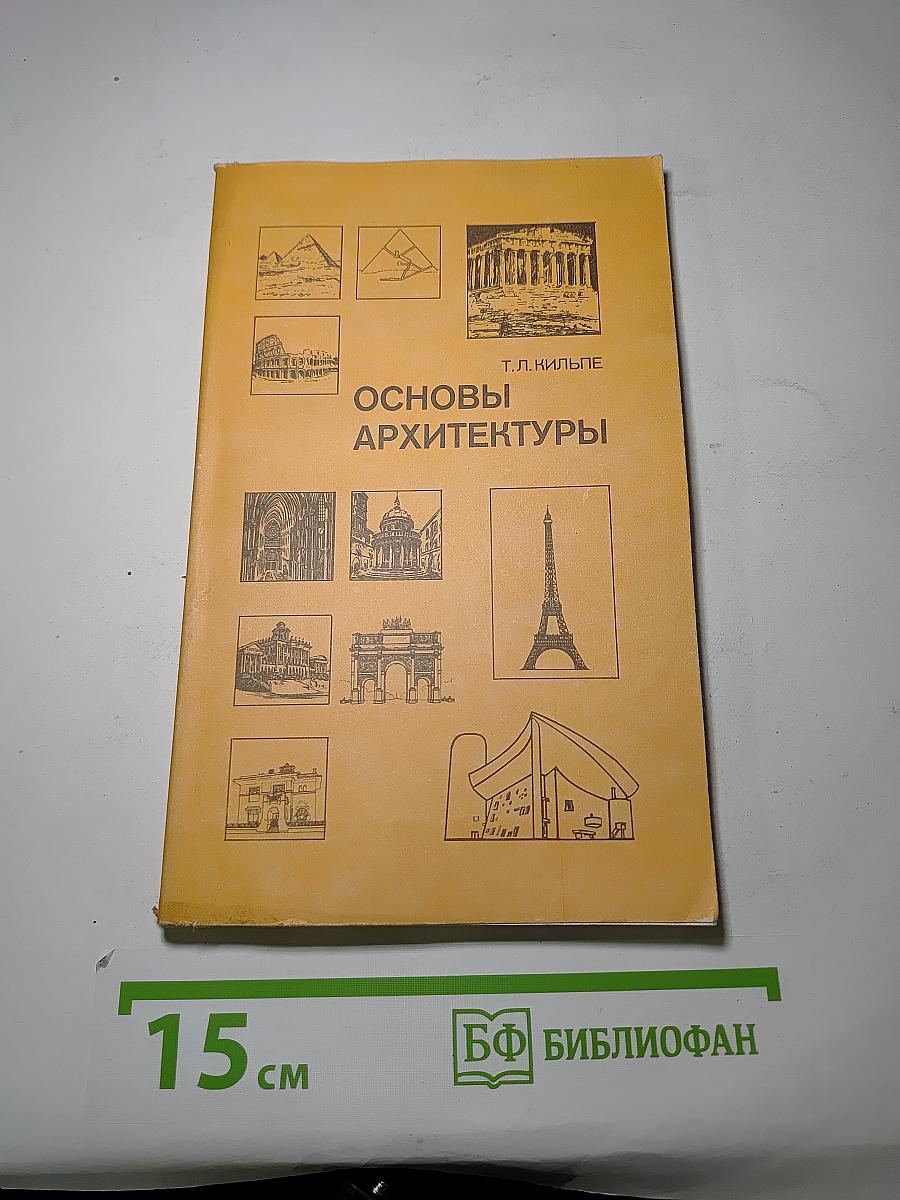 Т.Л.КИЛЬПЕ
ОСНОВЫ
АРХИТЕКТУРЫ
15 см
БФ БИБЛИОФАН